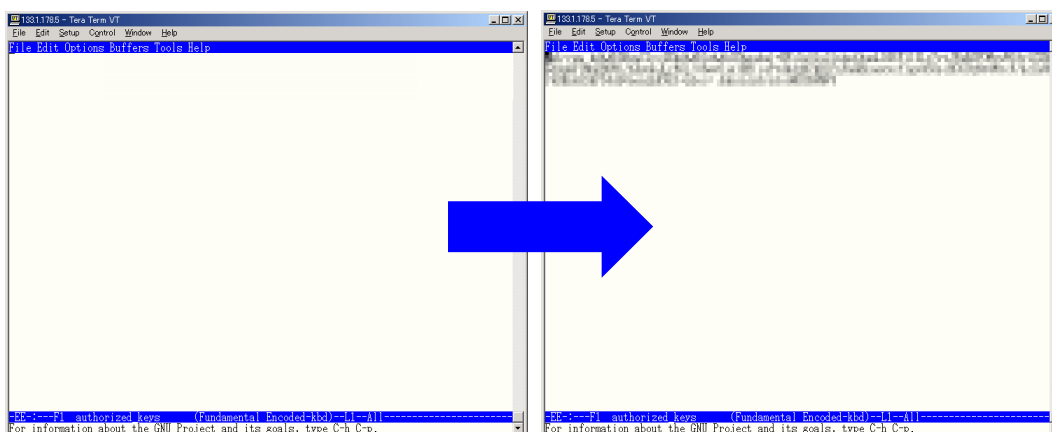 133.1.178.5 - Tera Term VT
File Edit Setup Control Window Help
File Edit Options Buffers Tools Help
-EE-:---F1 authorized_keys (Fundamental Encoded-kbd)--L1--All----------------
For information about the GNU Project and its goals, type C-h C-p.
133.1.178.5 - Tera Term VT
File Edit Setup Control Window Help
File Edit Options Buffers Tools Help
-EE-:---F1 authorized_keys (Fundamental Encoded-kbd)--L1--All----------------
For information about the GNU Project and its goals, type C-h C-p.